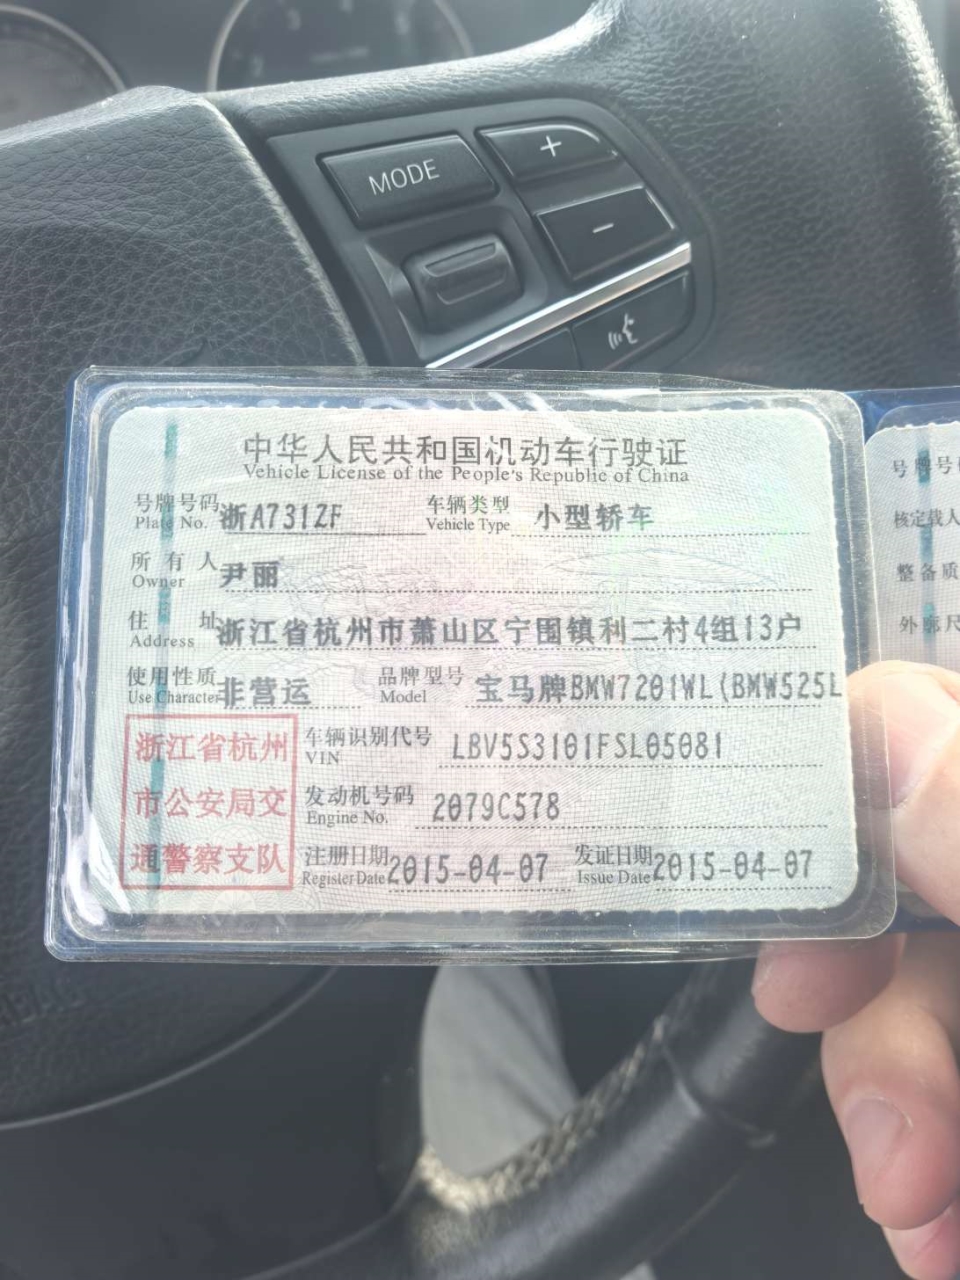 MODE
+
−
中华人民共和国机动车行驶证
Vehicle License of the People's Republic of China
号牌号码 浙A731ZF 车辆类型 小型轿车
Plate No. Vehicle Type
所有人 尹丽
Owner
住址 浙江省杭州市萧山区宁围镇利二村4组13户
Address
使用性质 非营运 品牌型号 宝马牌BMW7201WL(BMW525L
Use Character Model
浙江省杭州
市公安局交
通警察支队
车辆识别代号 LBV5S3101FSL05081
VIN
发动机号码 2079C578
Engine No.
注册日期 2015-04-07 发证日期 2015-04-07
Register Date Issue Date
号牌号
核定载人
整备质
外廓尺